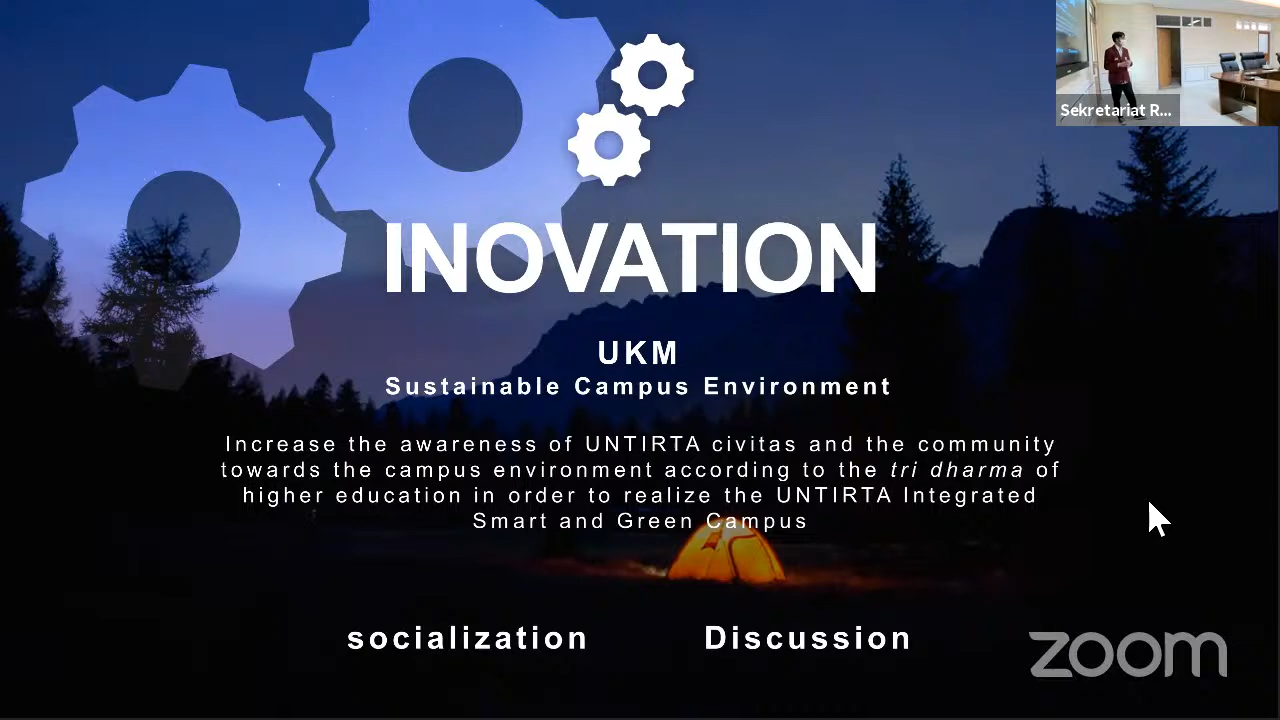 Sekretariat R...
INOVATION
UKM
Sustainable Campus Environment
Increase the awareness of UNTIRTA civitas and the community
towards the campus environment according to the tri dharma of
higher education in order to realize the UNTIRTA Integrated
Smart and Green Campus
socialization Discussion
zoom